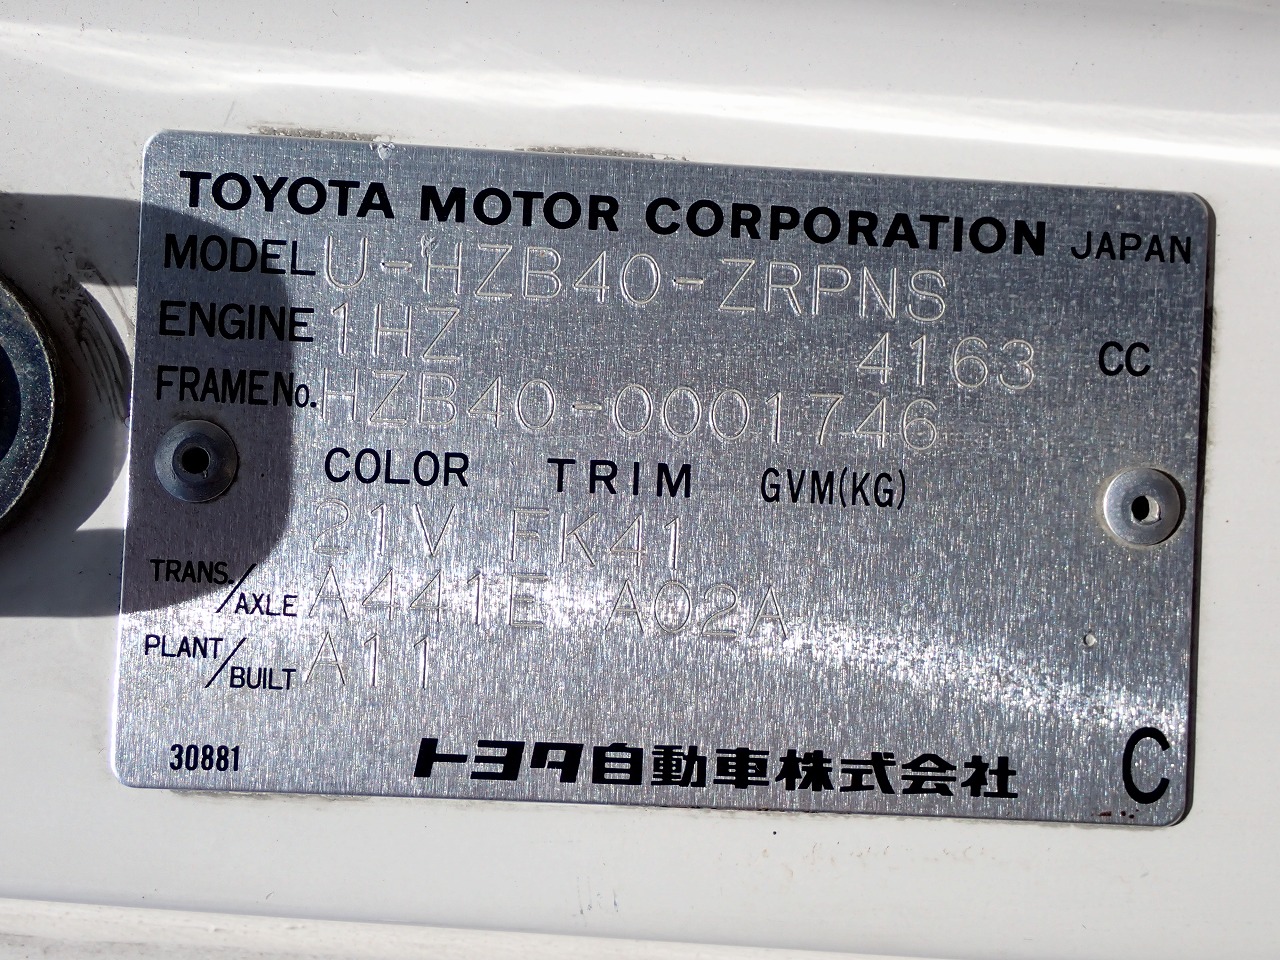 TOYOTA MOTOR CORPORATION JAPAN
MODEL U-HZB40-ZRPNS
ENGINE 1HZ 4163 CC
FRAME No. HZB40-0001746
COLOR TRIM GVM(KG)
21V FK41
TRANS./AXLE A441E A02A
PLANT/BUILT A11
30881 トヨタ自動車株式会社 C